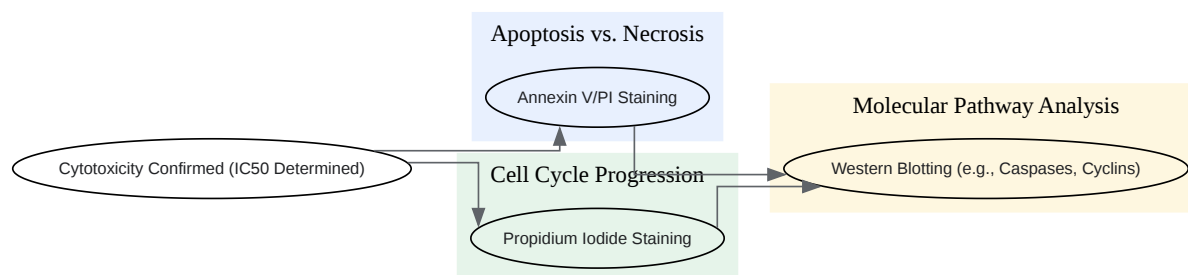 Apoptosis vs. Necrosis
Annexin V/PI Staining
Molecular Pathway Analysis
Cytotoxicity Confirmed (IC50 Determined)
Western Blotting (e.g., Caspases, Cyclins)
Cell Cycle Progression
Propidium Iodide Staining